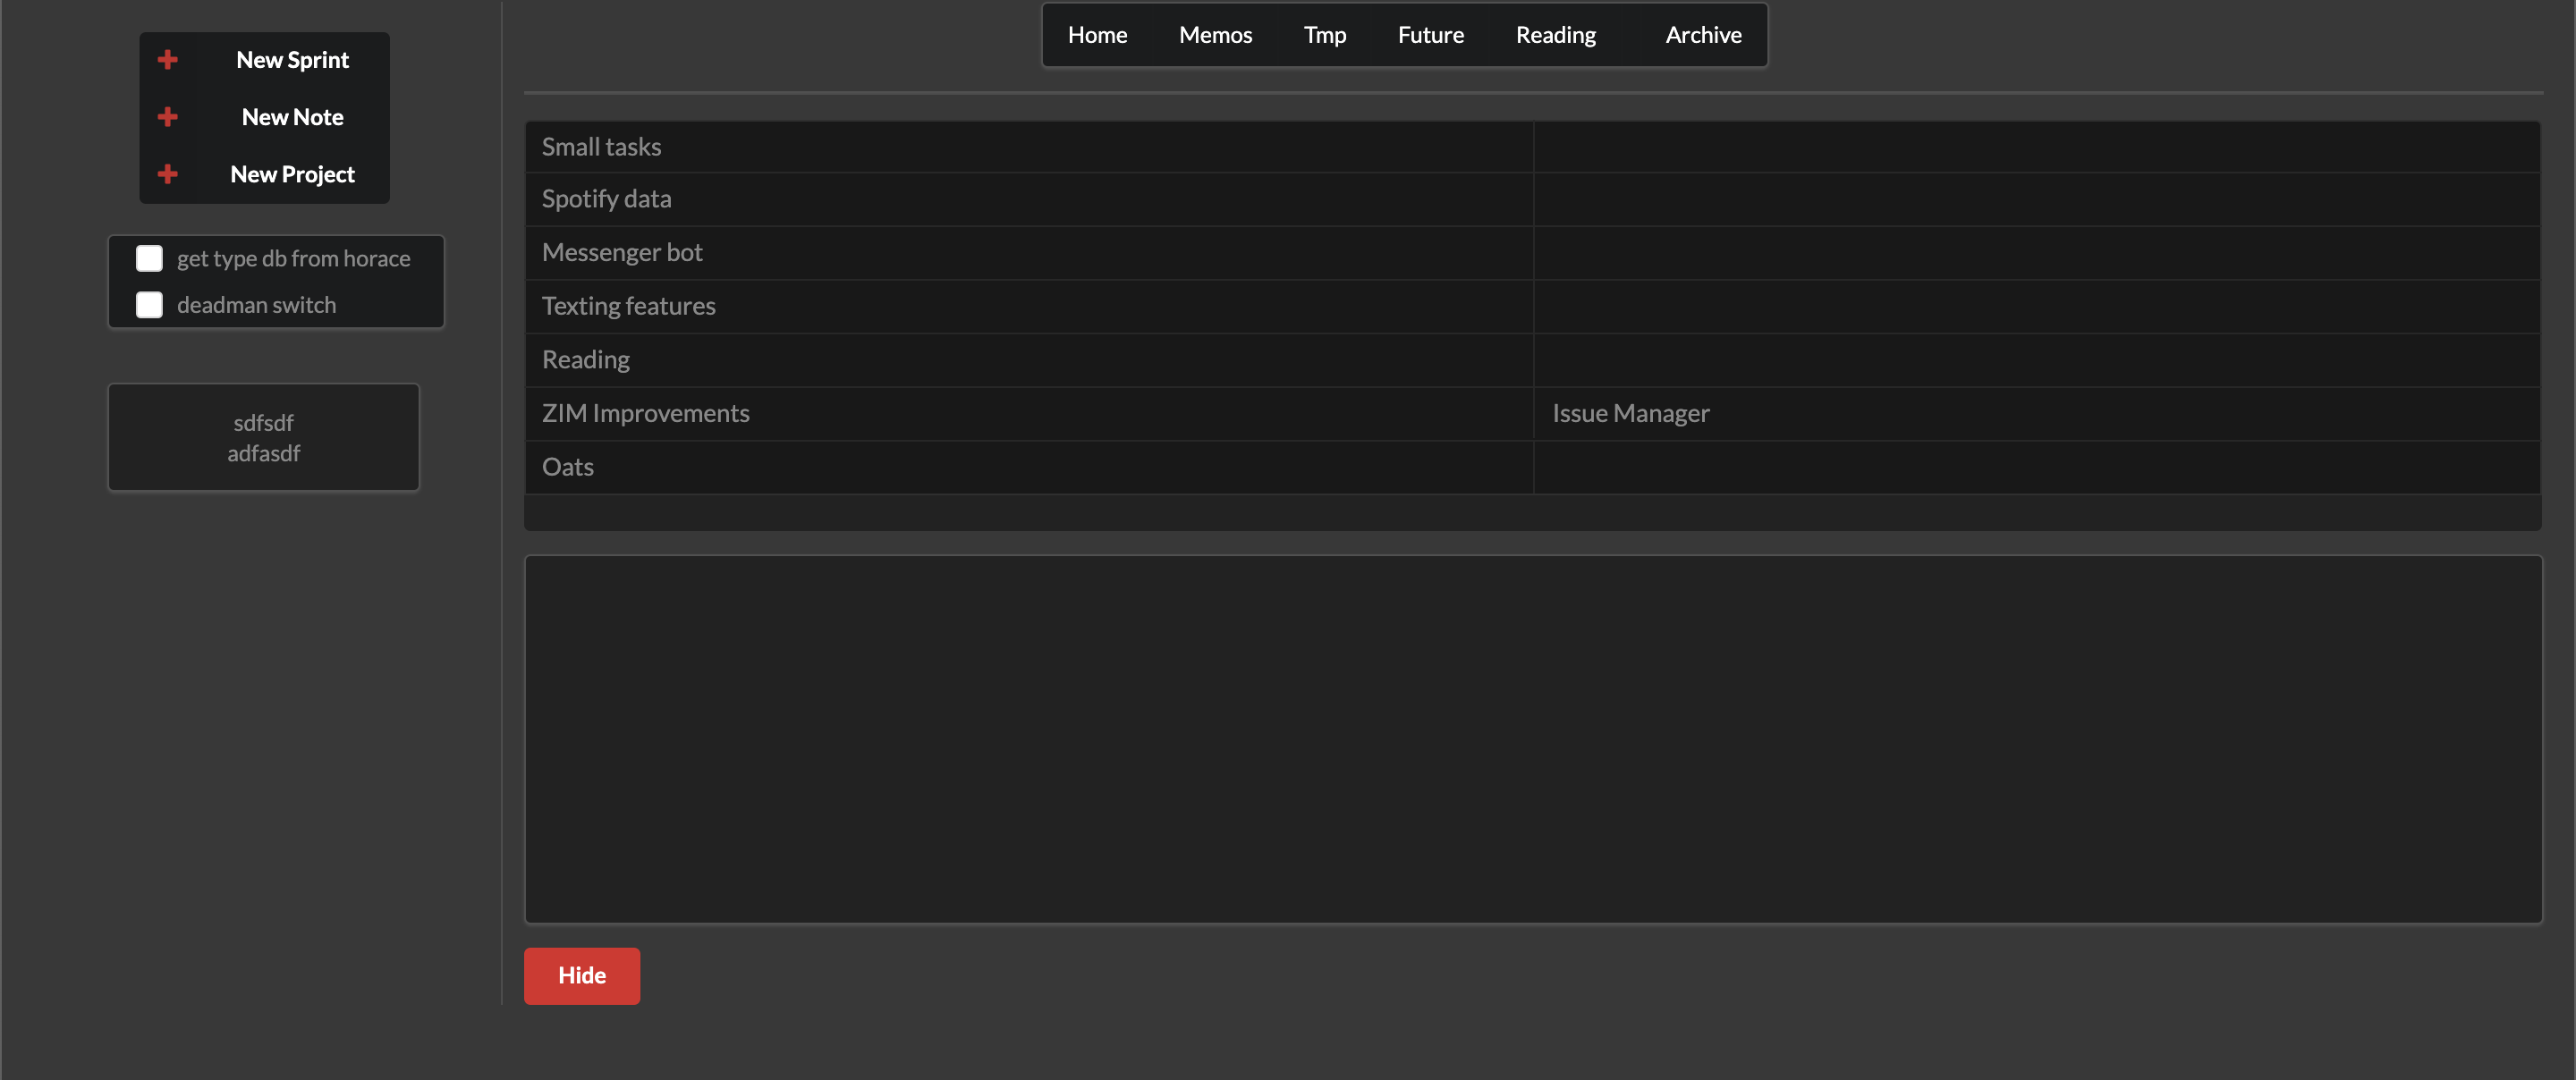 New Sprint
New Note
New Project
get type db from horace
deadman switch
sdfsdf
adfasdf
Home Memos Tmp Future Reading Archive
Small tasks
Spotify data
Messenger bot
Texting features
Reading
ZIM Improvements Issue Manager
Oats
Hide